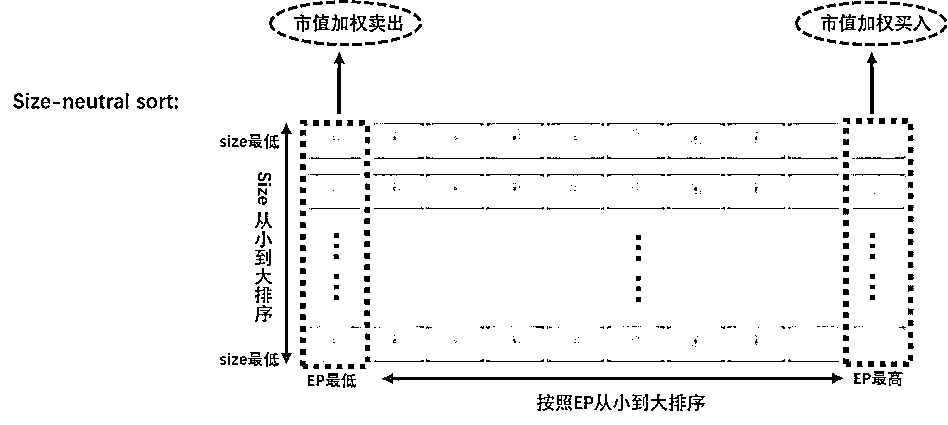 市值加权卖出
市值加权买入
Size-neutral sort:
size最低
Size 从小到大排序
size最低
EP最低
EP最高
按照EP从小到大排序